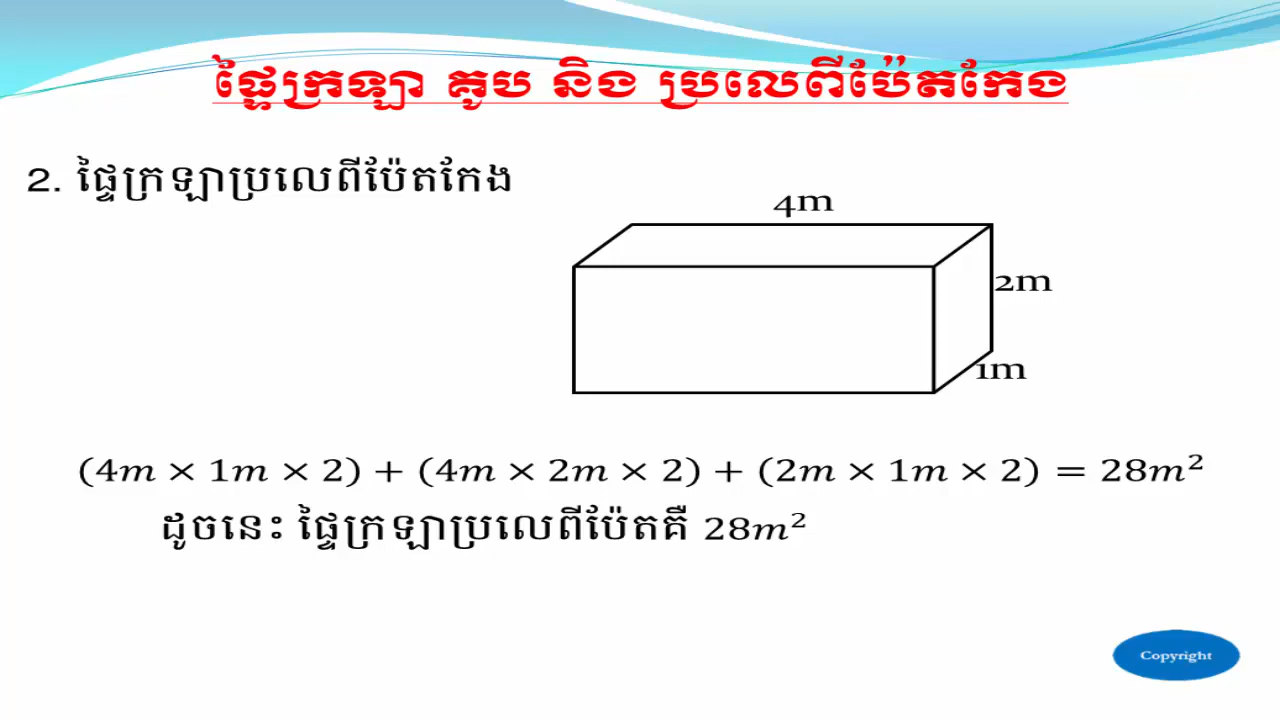 ផ្ទៃក្រឡា គូប និង ប្រលេពីប៉ែតកែង
2. ផ្ទៃក្រឡាប្រលេពីប៉ែតកែង
4m
2m
1m
(4m × 1m × 2) + (4m × 2m × 2) + (2m × 1m × 2) = 28m²
ដូចនេះ ផ្ទៃក្រឡាប្រលេពីប៉ែតគឺ 28m²
Copyright